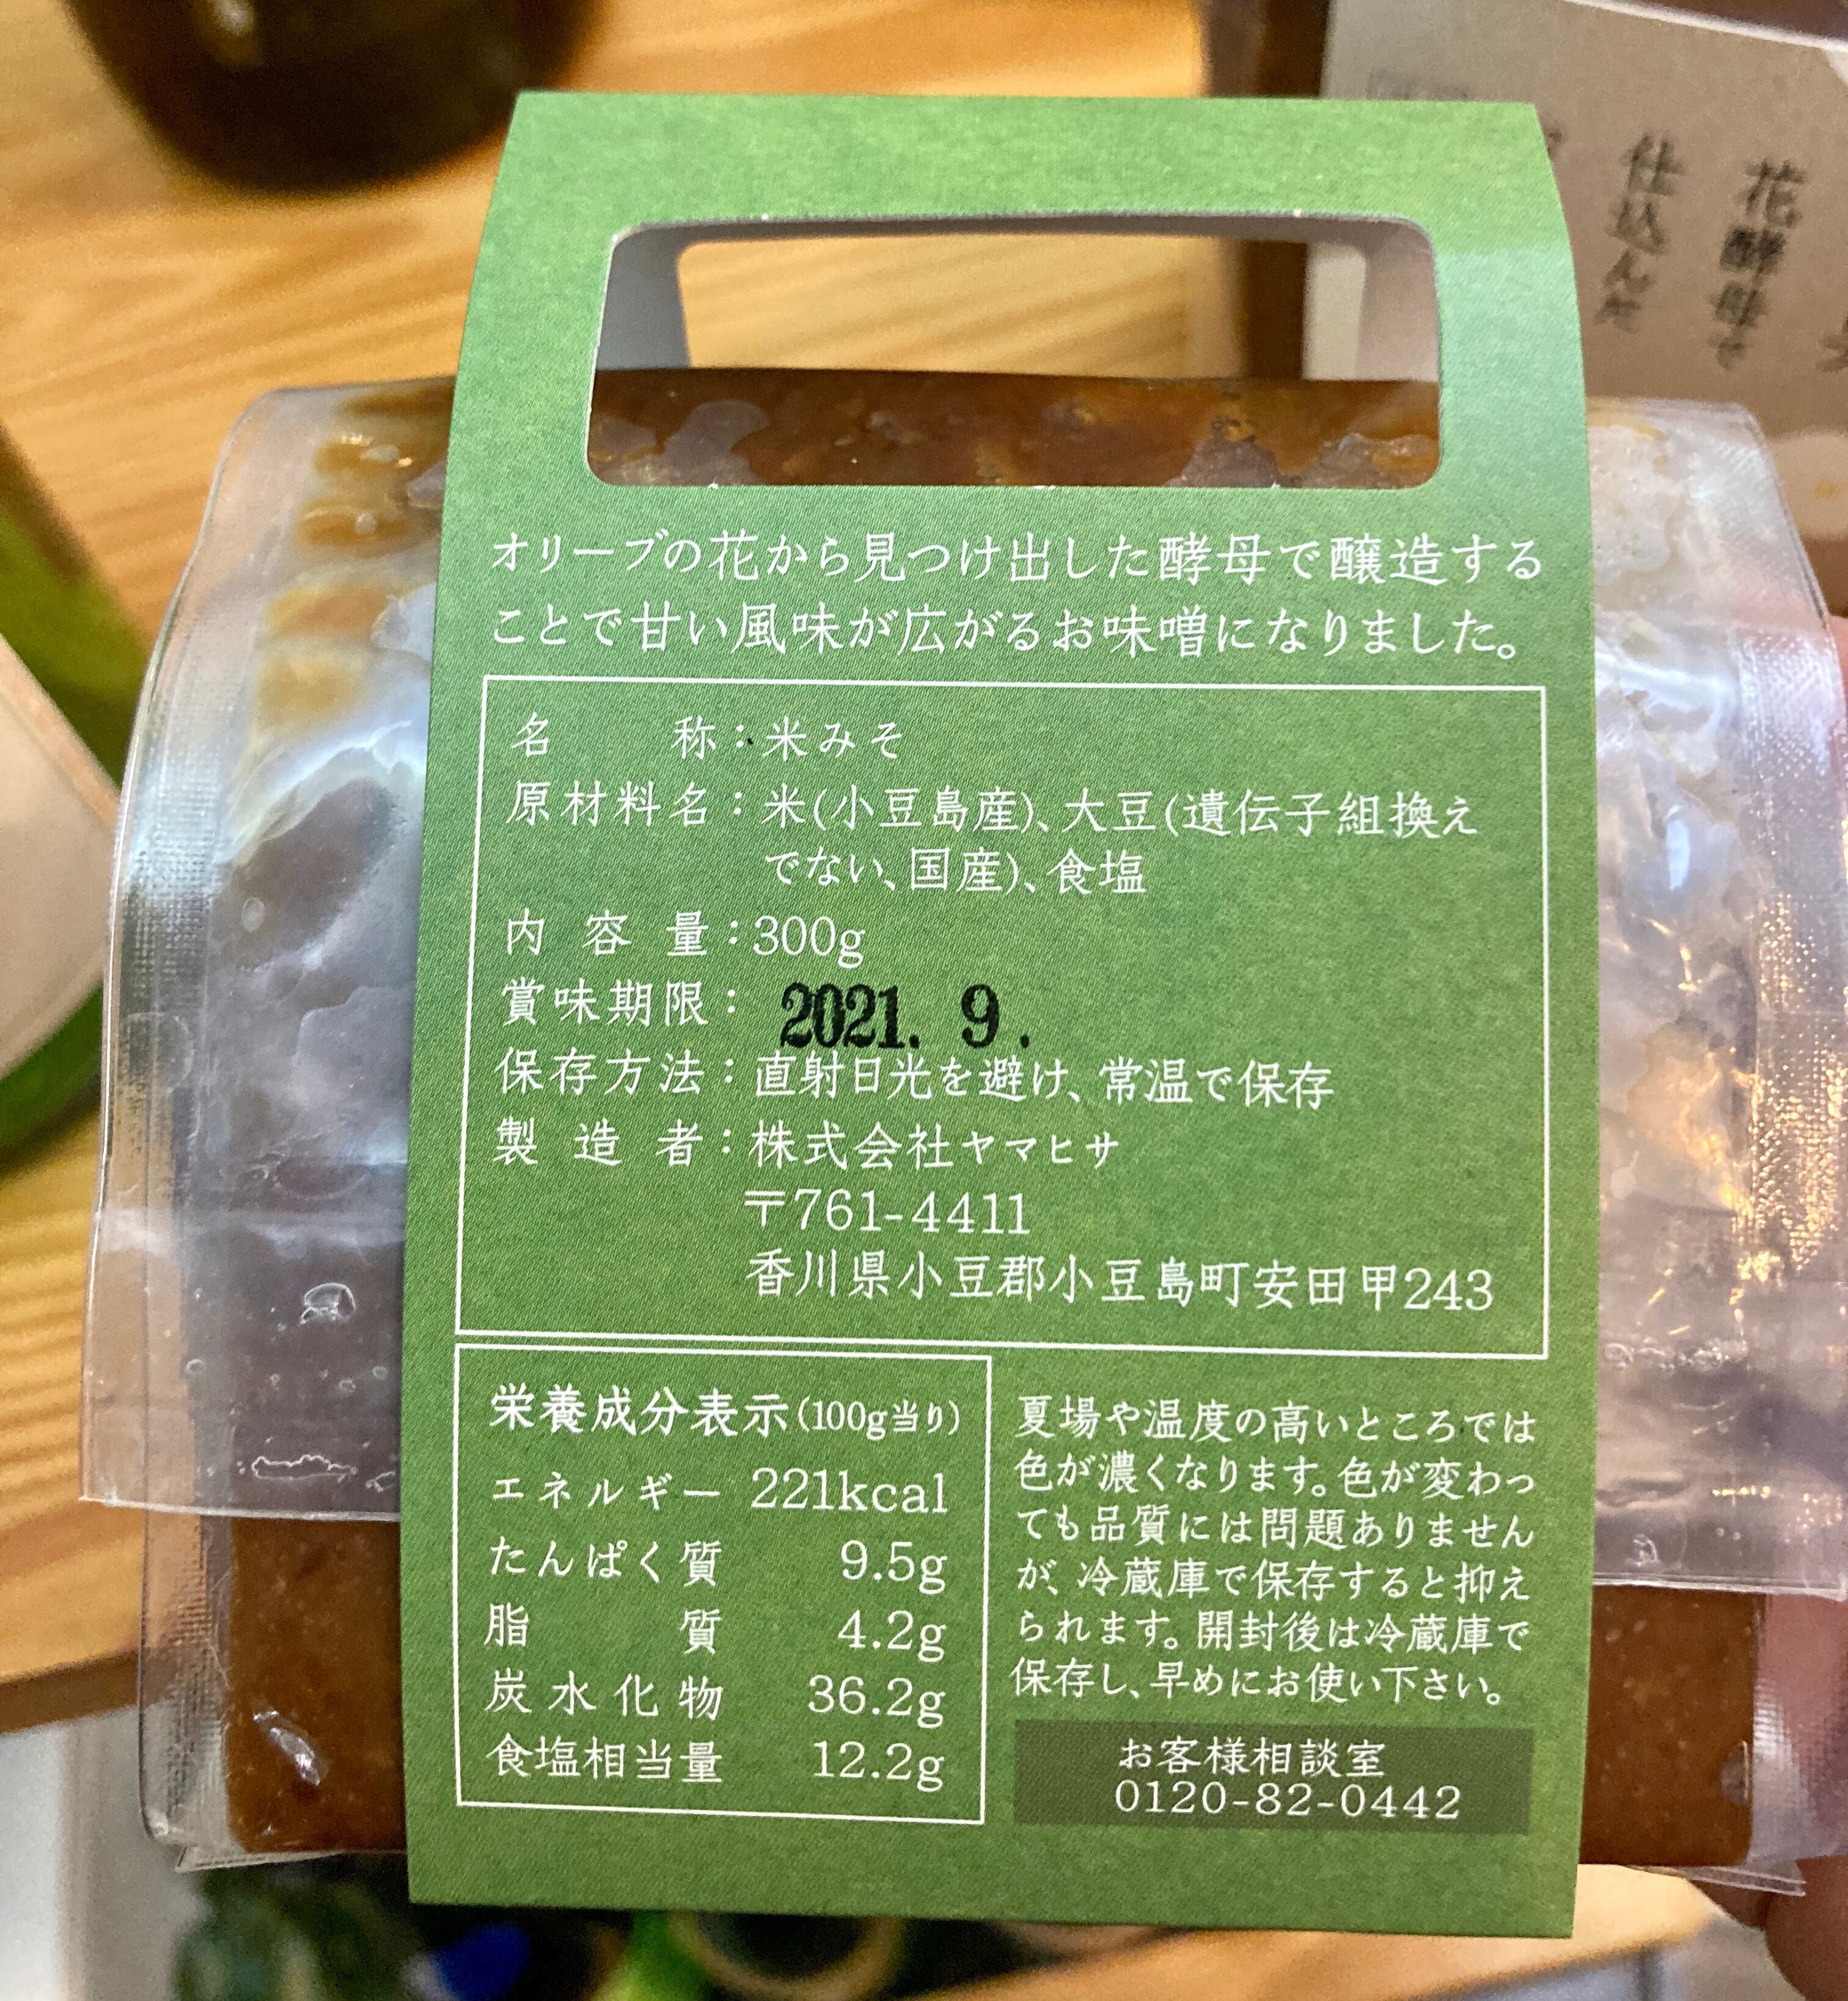 オリーブの花から見つけ出した酵母で醸造する
ことで甘い風味が広がるお味噌になりました。
名称：米みそ
原材料名：米(小豆島産)、大豆(遺伝子組換え
でない、国産)、食塩
内容量：300g
賞味期限：2021. 9.
保存方法：直射日光を避け、常温で保存
製造者：株式会社ヤマヒサ
〒761-4411
香川県小豆郡小豆島町安田甲243
栄養成分表示(100g当り)
エネルギー 221kcal
たんぱく質 9.5g
脂質 4.2g
炭水化物 36.2g
食塩相当量 12.2g
夏場や温度の高いところでは
色が濃くなります。色が変わっ
ても品質には問題ありません
が、冷蔵庫で保存すると抑え
られます。開封後は冷蔵庫で
保存し、早めにお使い下さい。
お客様相談室
0120-82-0442
花酵母で
仕込んだ